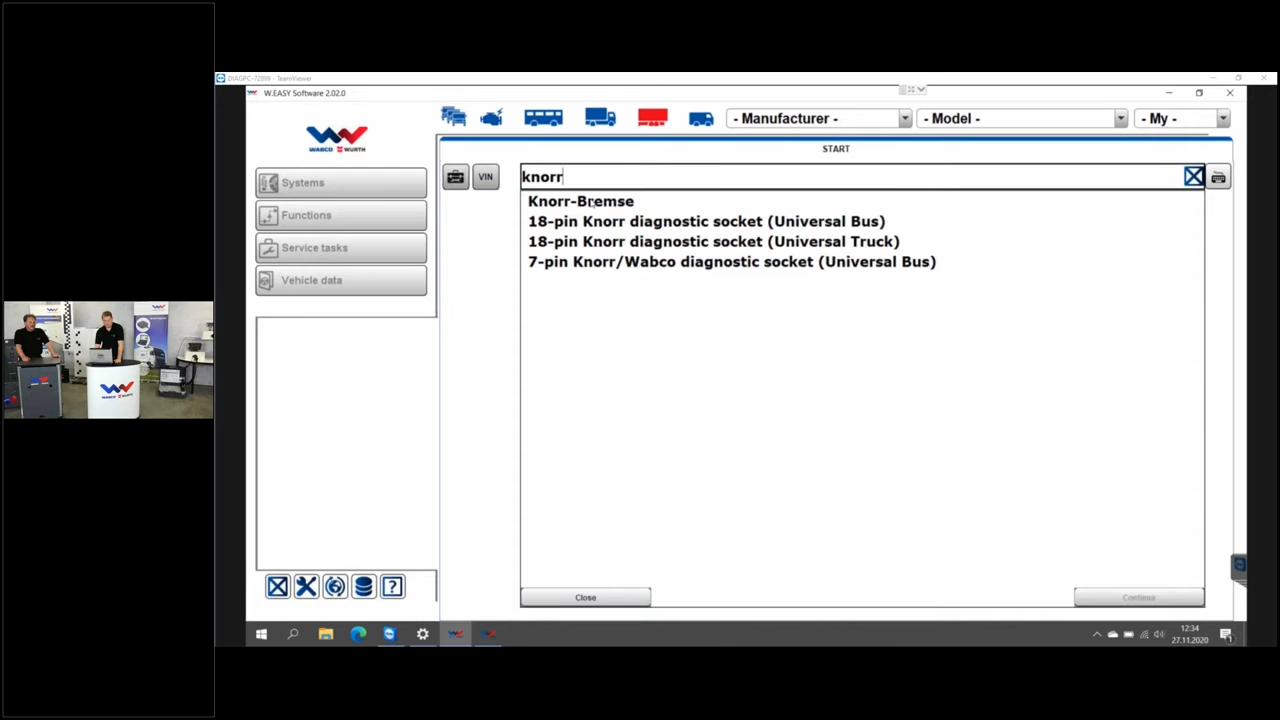 DIAGPC-72899 - TeamViewer
W.EASY Software 2.02.0
- Manufacturer -
- Model -
- My -
WABCO WÜRTH
START
Systems
VIN
knorr
Functions
Knorr-Bremse
18-pin Knorr diagnostic socket (Universal Bus)
18-pin Knorr diagnostic socket (Universal Truck)
7-pin Knorr/Wabco diagnostic socket (Universal Bus)
Service tasks
Vehicle data
Close
Continue
12:34
27.11.2020